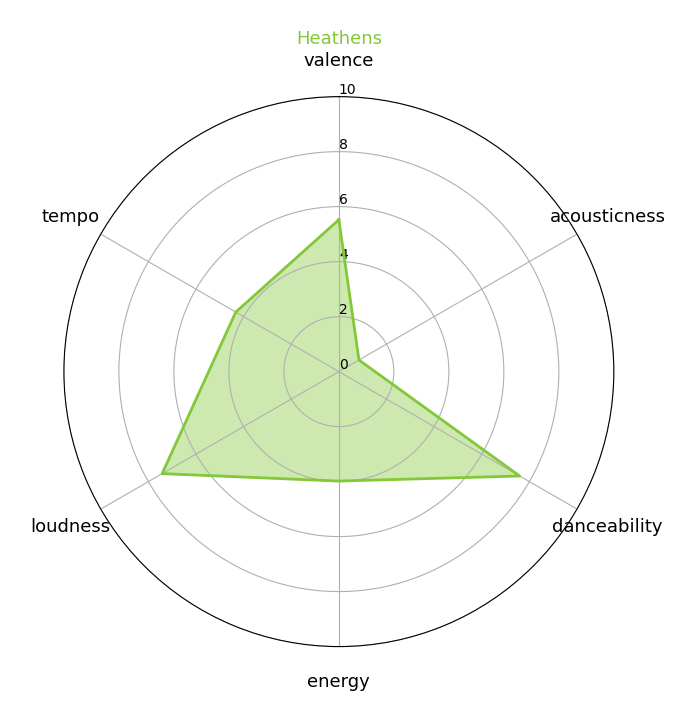 Heathens
valence
10
8
tempo
acousticness
6
4
2
0
loudness
danceability
energy